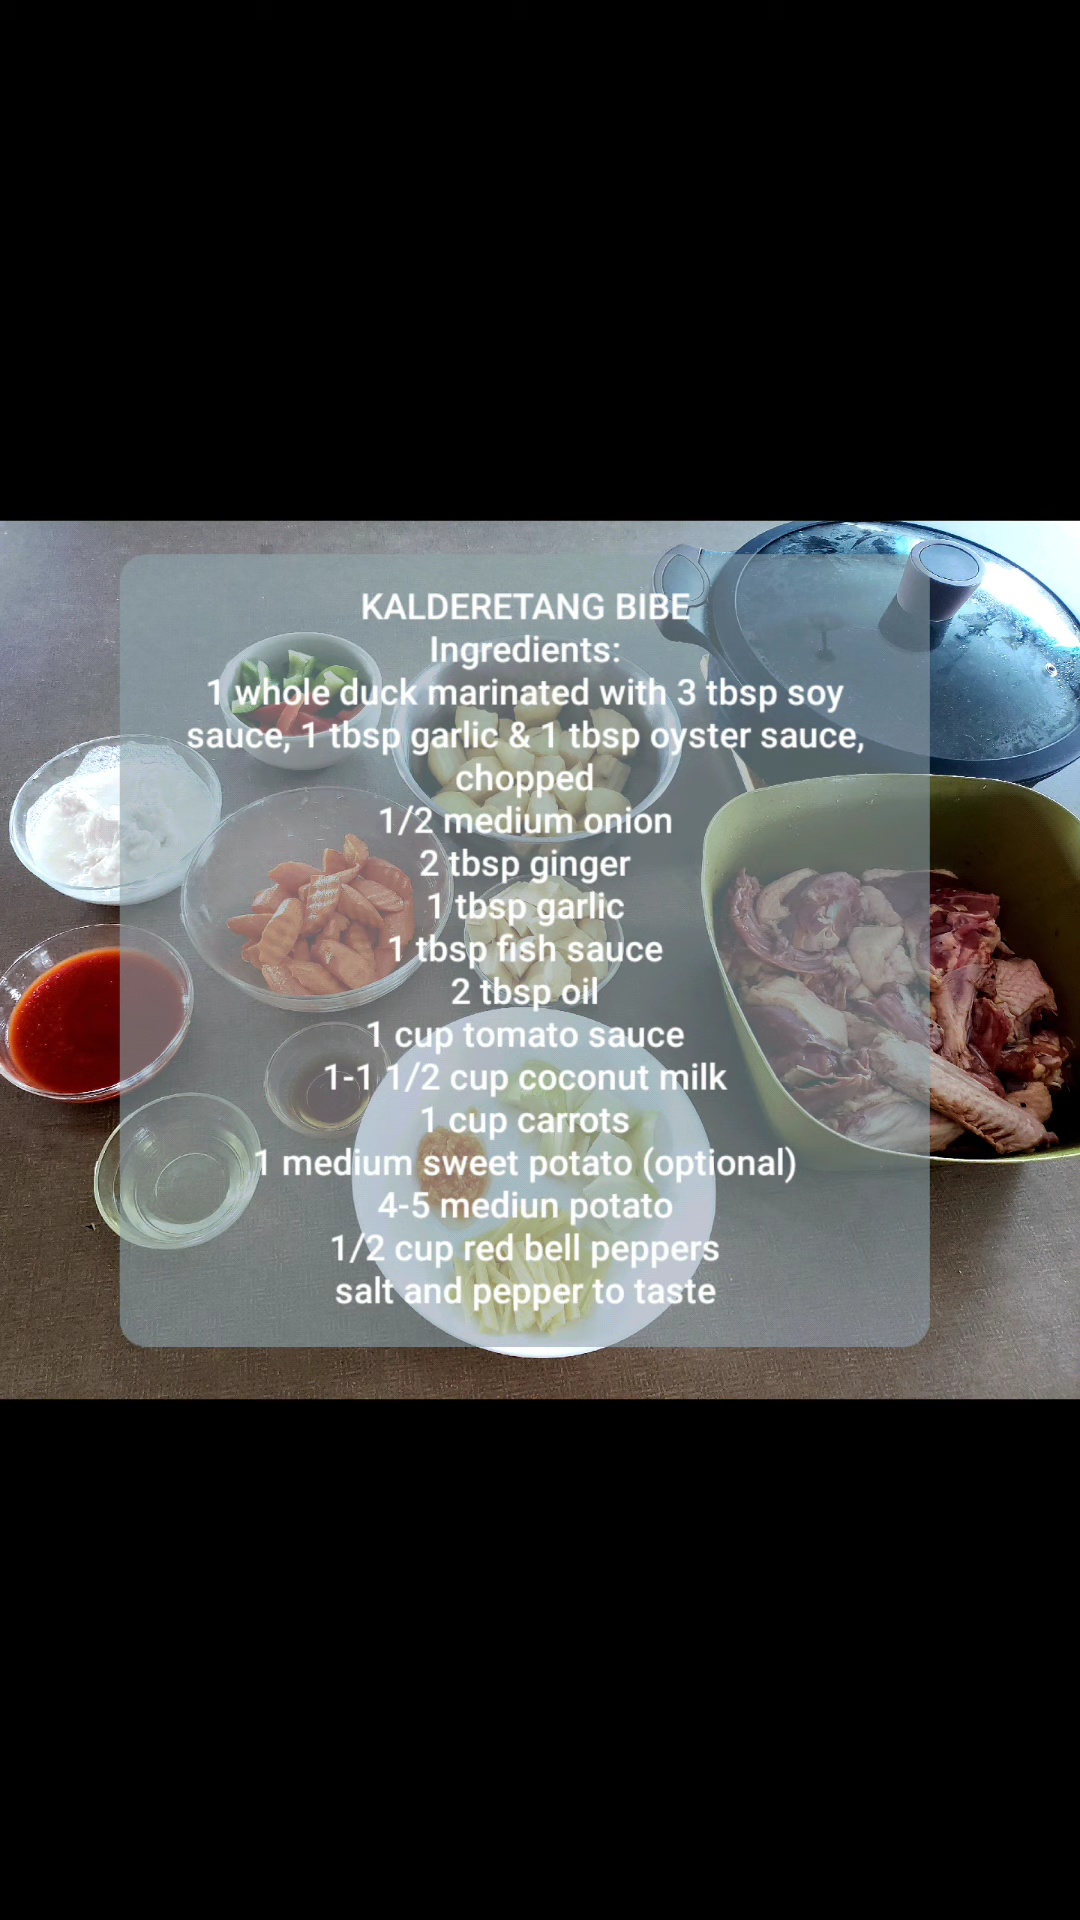 KALDERETANG BIBE
Ingredients:
1 whole duck marinated with 3 tbsp soy
sauce, 1 tbsp garlic & 1 tbsp oyster sauce,
chopped
1/2 medium onion
2 tbsp ginger
1 tbsp garlic
1 tbsp fish sauce
2 tbsp oil
1 cup tomato sauce
1-1 1/2 cup coconut milk
1 cup carrots
1 medium sweet potato (optional)
4-5 mediun potato
1/2 cup red bell peppers
salt and pepper to taste